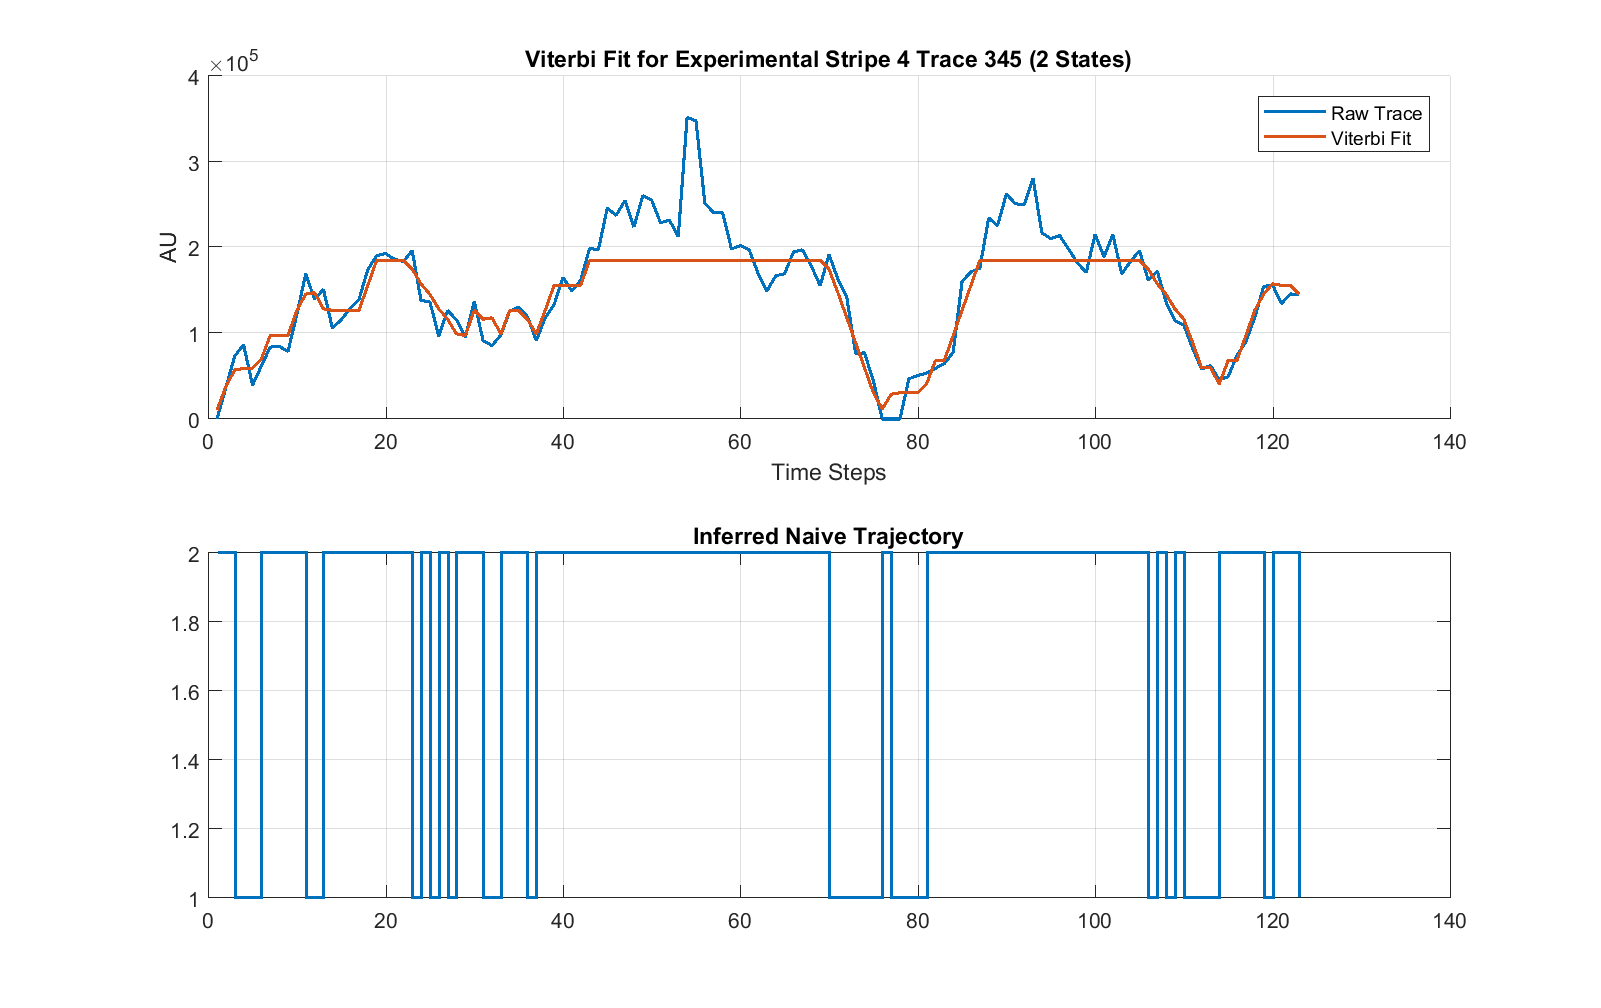 Viterbi Fit for Experimental Stripe 4 Trace 345 (2 States)
×10^5
4
3
2
1
0
AU
Raw Trace
Viterbi Fit
0 20 40 60 80 100 120 140
Time Steps
Inferred Naive Trajectory
2
1.8
1.6
1.4
1.2
1
0 20 40 60 80 100 120 140